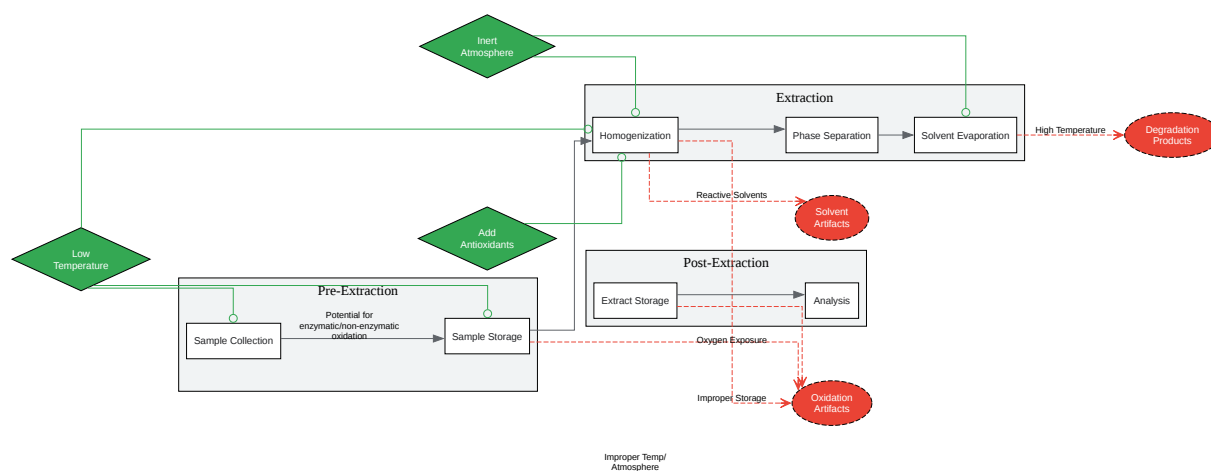 Inert
Atmosphere
Extraction
Homogenization
Phase Separation
Solvent Evaporation
High Temperature
Degradation
Products
Reactive Solvents
Solvent
Artifacts
Add
Antioxidants
Low
Temperature
Post-Extraction
Extract Storage
Analysis
Pre-Extraction
Potential for
enzymatic/non-enzymatic
oxidation
Sample Collection
Sample Storage
Oxygen Exposure
Improper Storage
Oxidation
Artifacts
Improper Temp/
Atmosphere